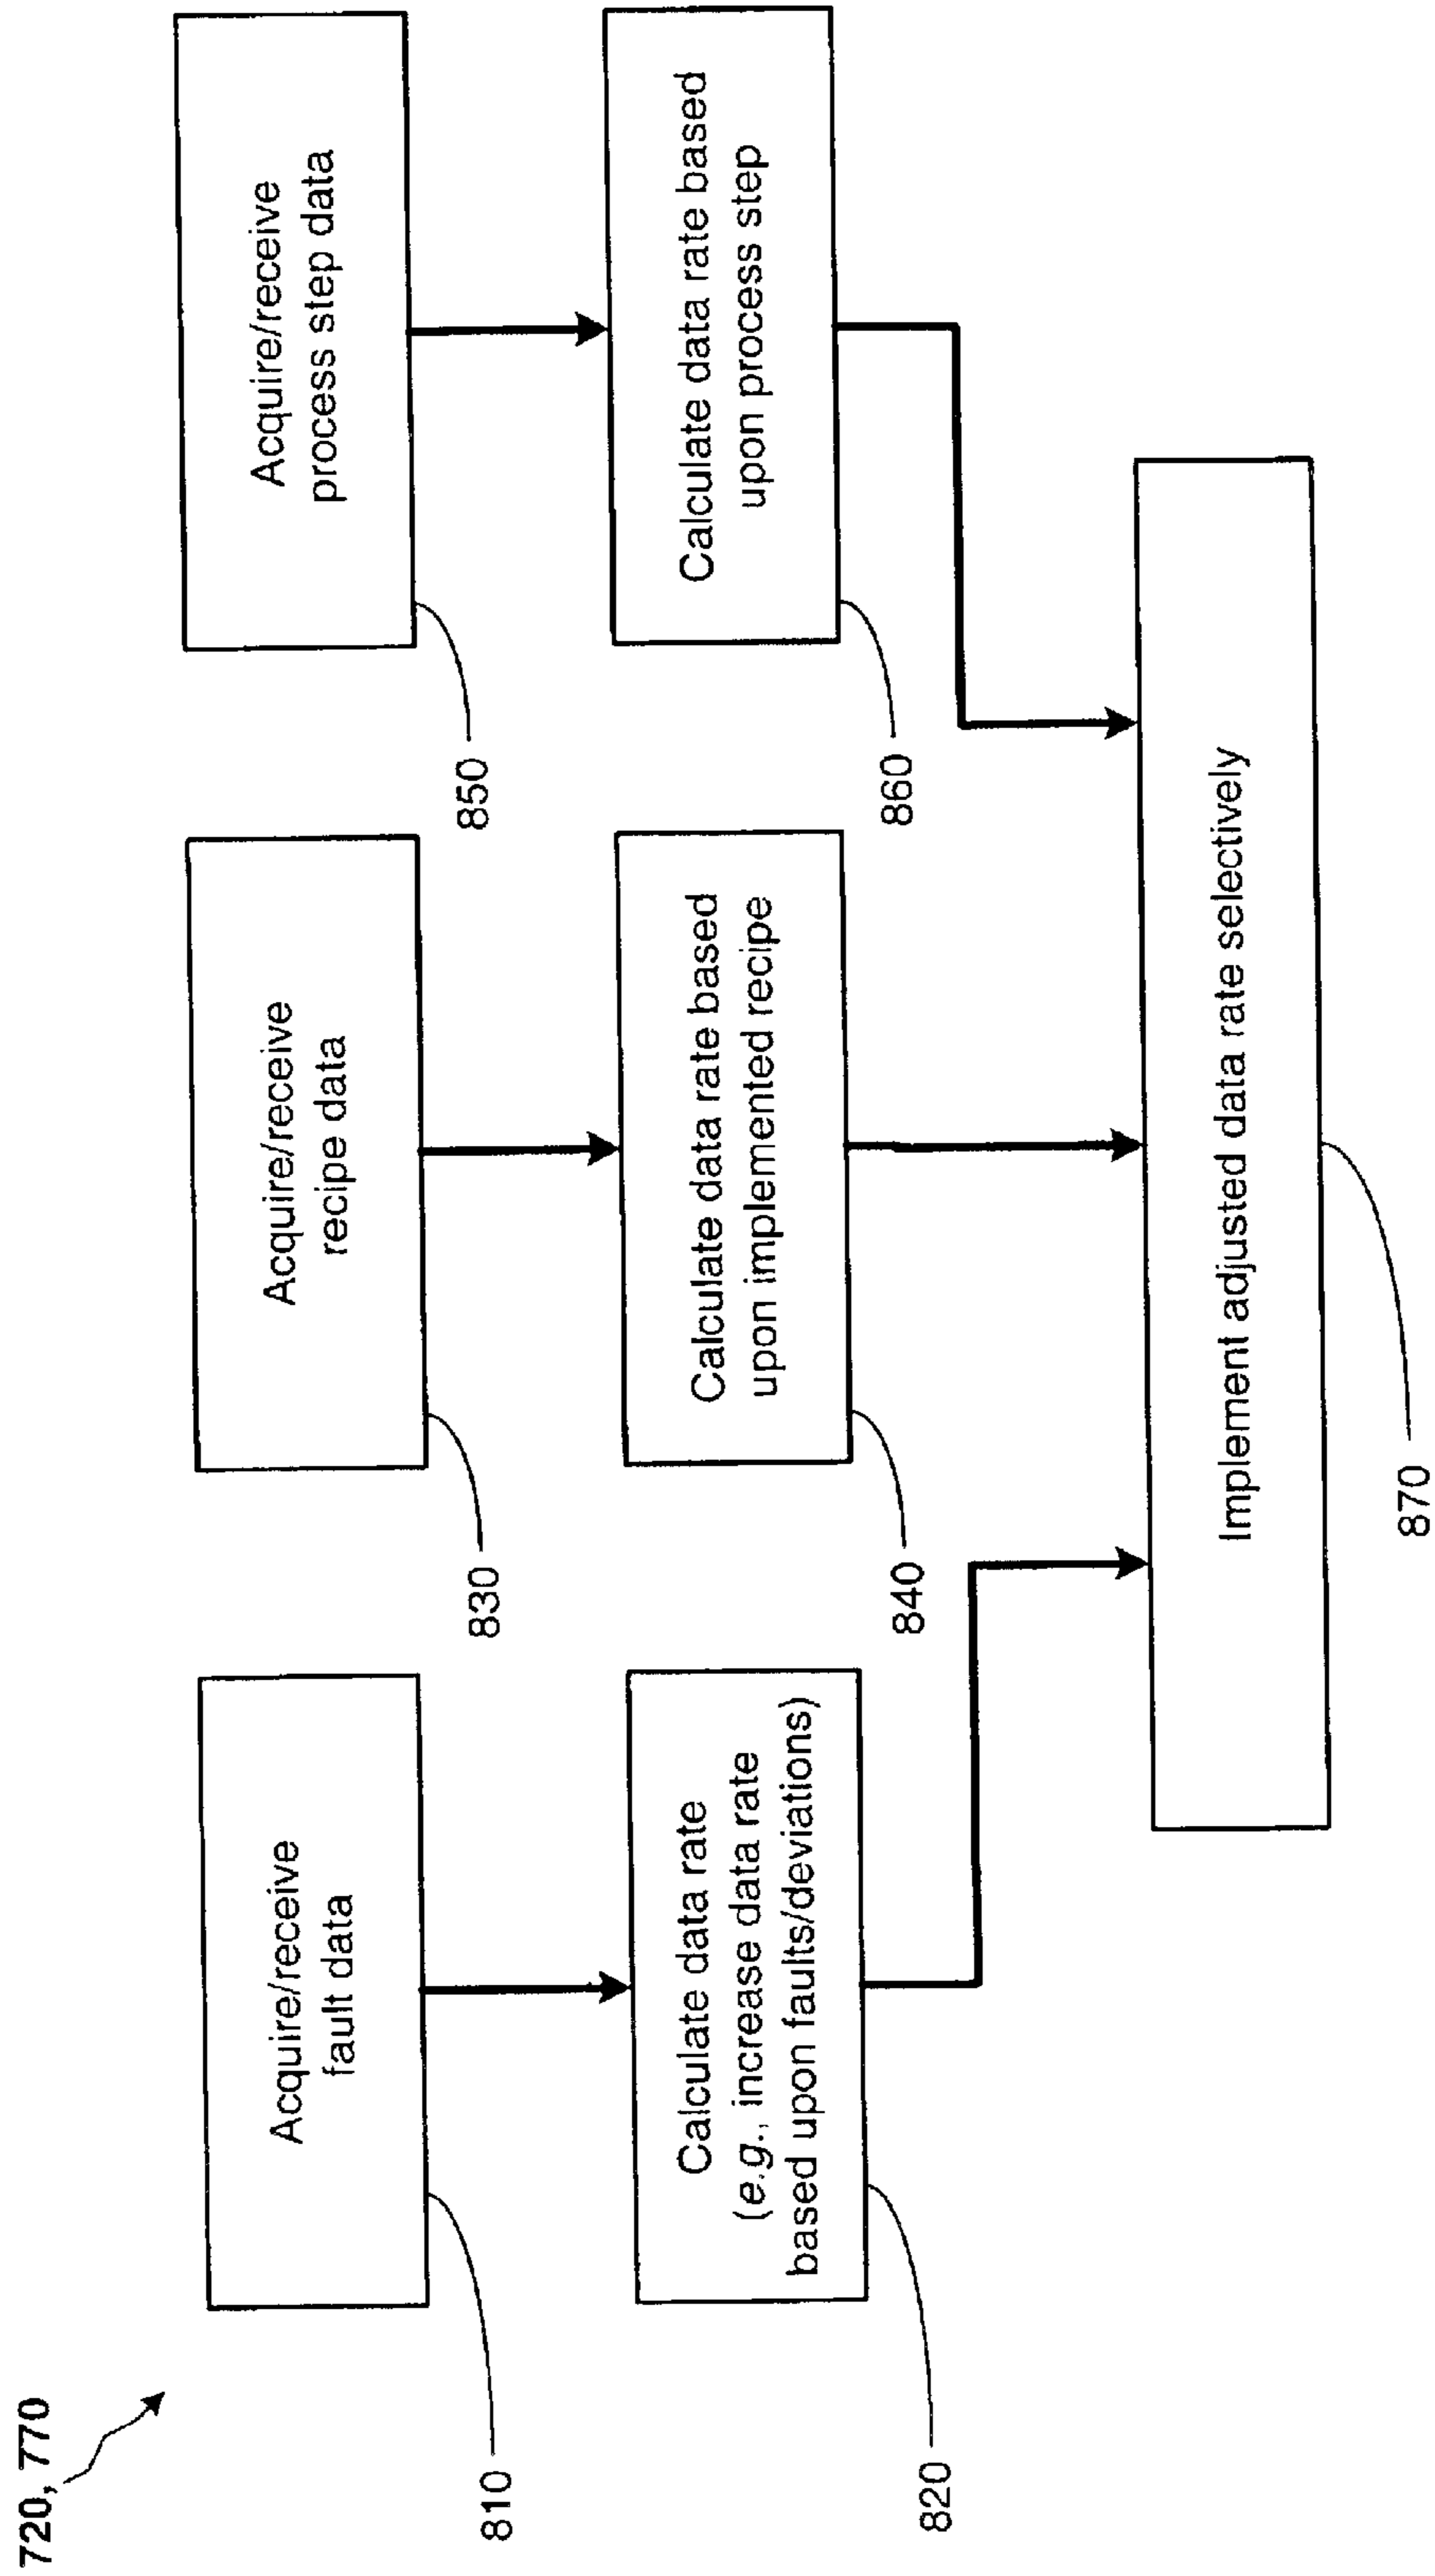 720, 770
Acquire/receive
fault data
810
Calculate data rate
(e.g., increase data rate
based upon faults/deviations)
820
Acquire/receive
recipe data
830
Calculate data rate based
upon implemented recipe
840
Acquire/receive
process step data
850
Calculate data rate based
upon process step
860
Implement adjusted data rate selectively
870